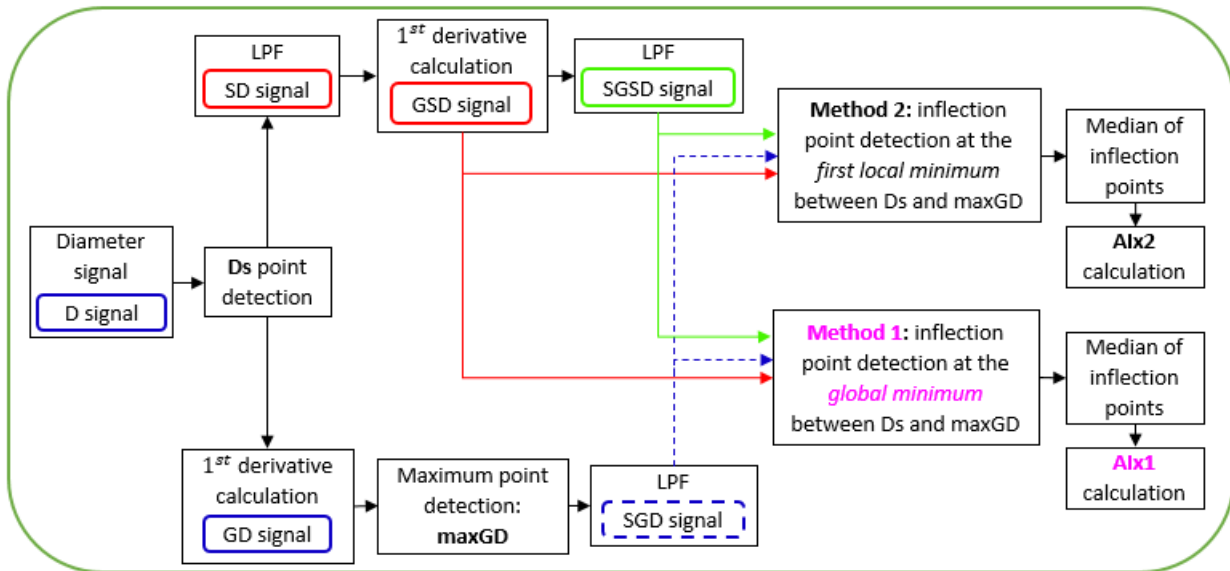 LPF
SD signal
1st derivative
calculation
GSD signal
LPF
SGSD signal
Method 2: inflection
point detection at the
first local minimum
between Ds and maxGD
Median of
inflection
points
AIx2
calculation
Diameter
signal
D signal
Ds point
detection
Method 1: inflection
point detection at the
global minimum
between Ds and maxGD
Median of
inflection
points
AIx1
calculation
1st derivative
calculation
GD signal
Maximum point
detection:
maxGD
LPF
SGD signal